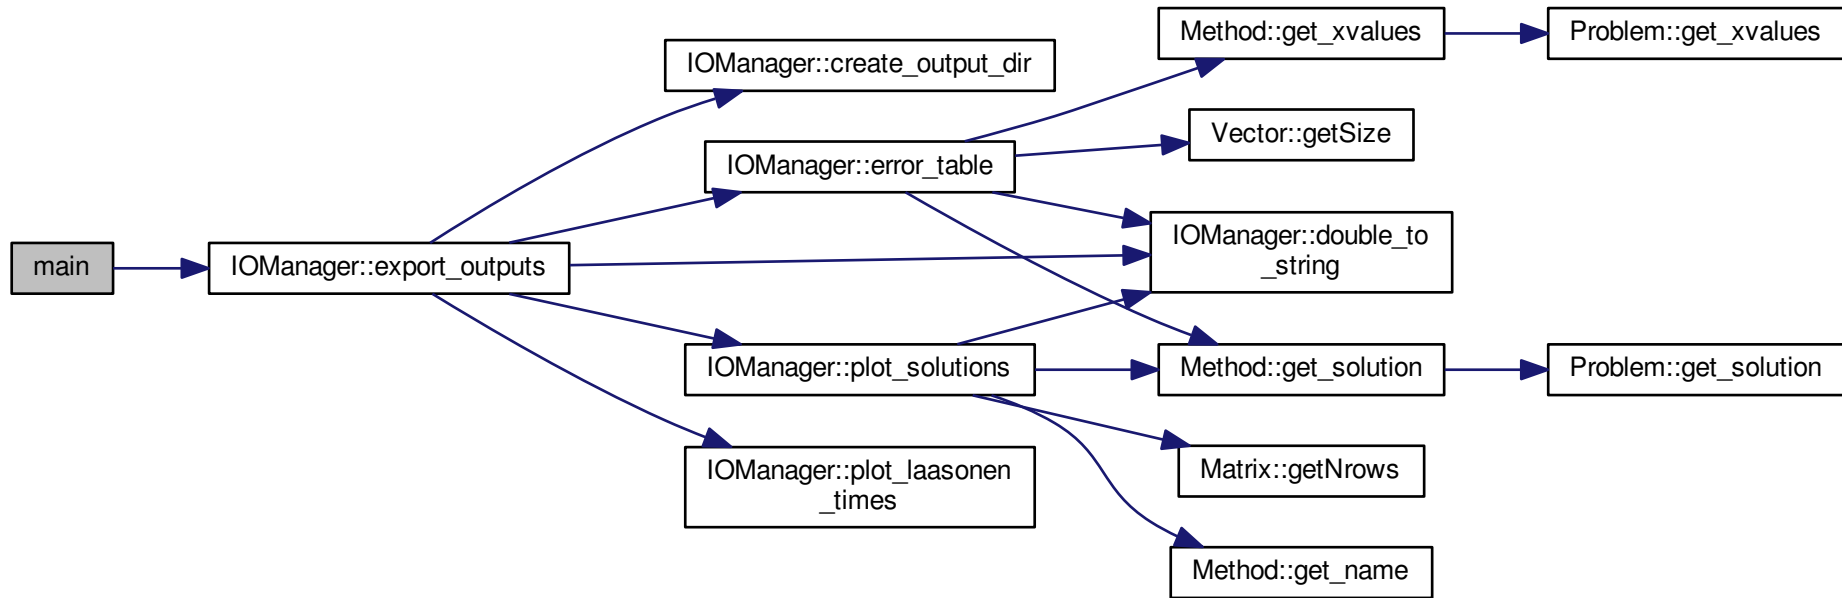 main
IOManager::export_outputs
IOManager::create_output_dir
IOManager::error_table
IOManager::plot_solutions
IOManager::plot_laasonen
_times
Method::get_xvalues
Vector::getSize
IOManager::double_to
_string
Method::get_solution
Matrix::getNrows
Method::get_name
Problem::get_xvalues
Problem::get_solution